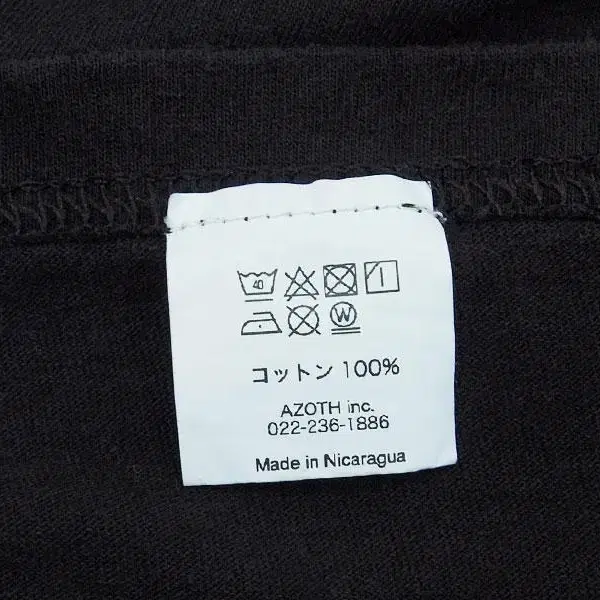 40
W
コットン 100%
AZOTH inc.
022-236-1886
Made in Nicaragua